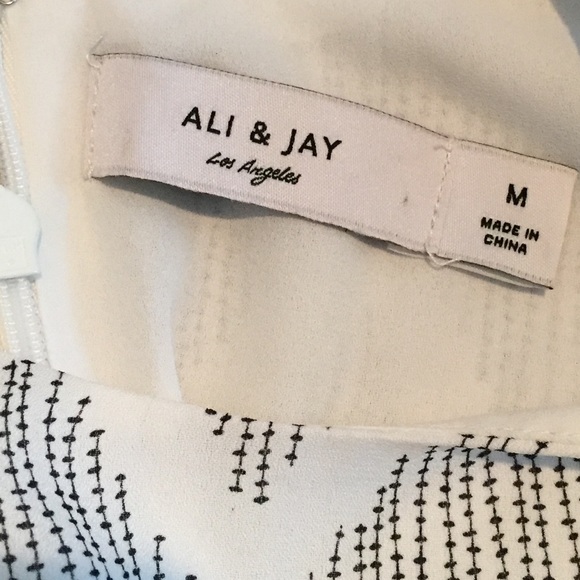 ALI & JAY
Los Angeles
M
MADE IN
CHINA